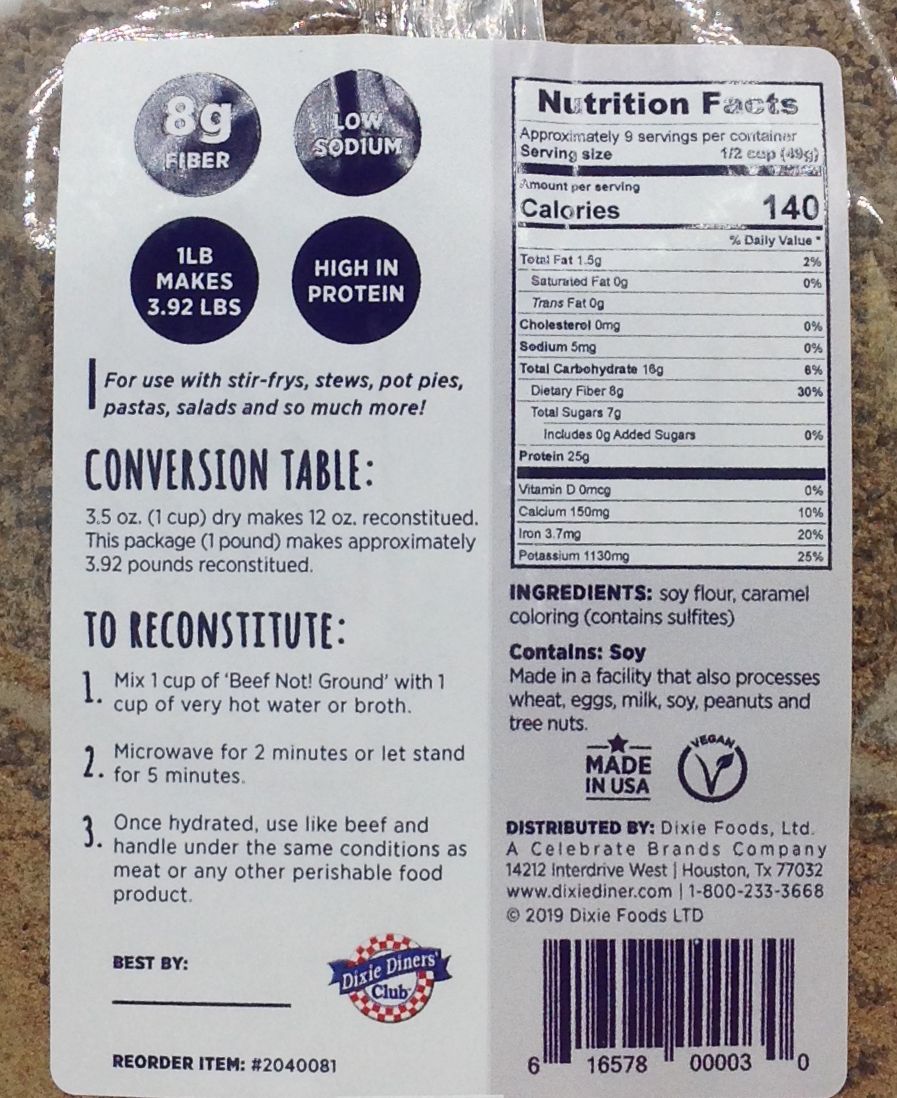 8g
FIBER
LOW
SODIUM
1LB
MAKES
3.92 LBS
HIGH IN
PROTEIN
For use with stir-frys, stews, pot pies,
pastas, salads and so much more!
CONVERSION TABLE:
3.5 oz. (1 cup) dry makes 12 oz. reconstitued.
This package (1 pound) makes approximately
3.92 pounds reconstitued.
TO RECONSTITUTE:
1. Mix 1 cup of ‘Beef Not! Ground’ with 1
cup of very hot water or broth.
2. Microwave for 2 minutes or let stand
for 5 minutes.
3. Once hydrated, use like beef and
handle under the same conditions as
meat or any other perishable food
product.
BEST BY:
Dixie Diners'
Club
REORDER ITEM: #2040081
Nutrition Facts
Approximately 9 servings per container
Serving size 1/2 cup (49g)
Amount per serving
Calories 140
% Daily Value *
Total Fat 1.5g 2%
Saturated Fat 0g 0%
Trans Fat 0g
Cholesterol 0mg 0%
Sodium 5mg 0%
Total Carbohydrate 16g 6%
Dietary Fiber 8g 30%
Total Sugars 7g
Includes 0g Added Sugars 0%
Protein 25g
Vitamin D 0mcg 0%
Calcium 150mg 10%
Iron 3.7mg 20%
Potassium 1130mg 25%
INGREDIENTS: soy flour, caramel
coloring (contains sulfites)
Contains: Soy
Made in a facility that also processes
wheat, eggs, milk, soy, peanuts and
tree nuts.
MADE
IN USA
VEGAN
DISTRIBUTED BY: Dixie Foods, Ltd.
A Celebrate Brands Company
14212 Interdrive West | Houston, Tx 77032
www.dixiediner.com | 1-800-233-3668
© 2019 Dixie Foods LTD
6 16578 00003 0